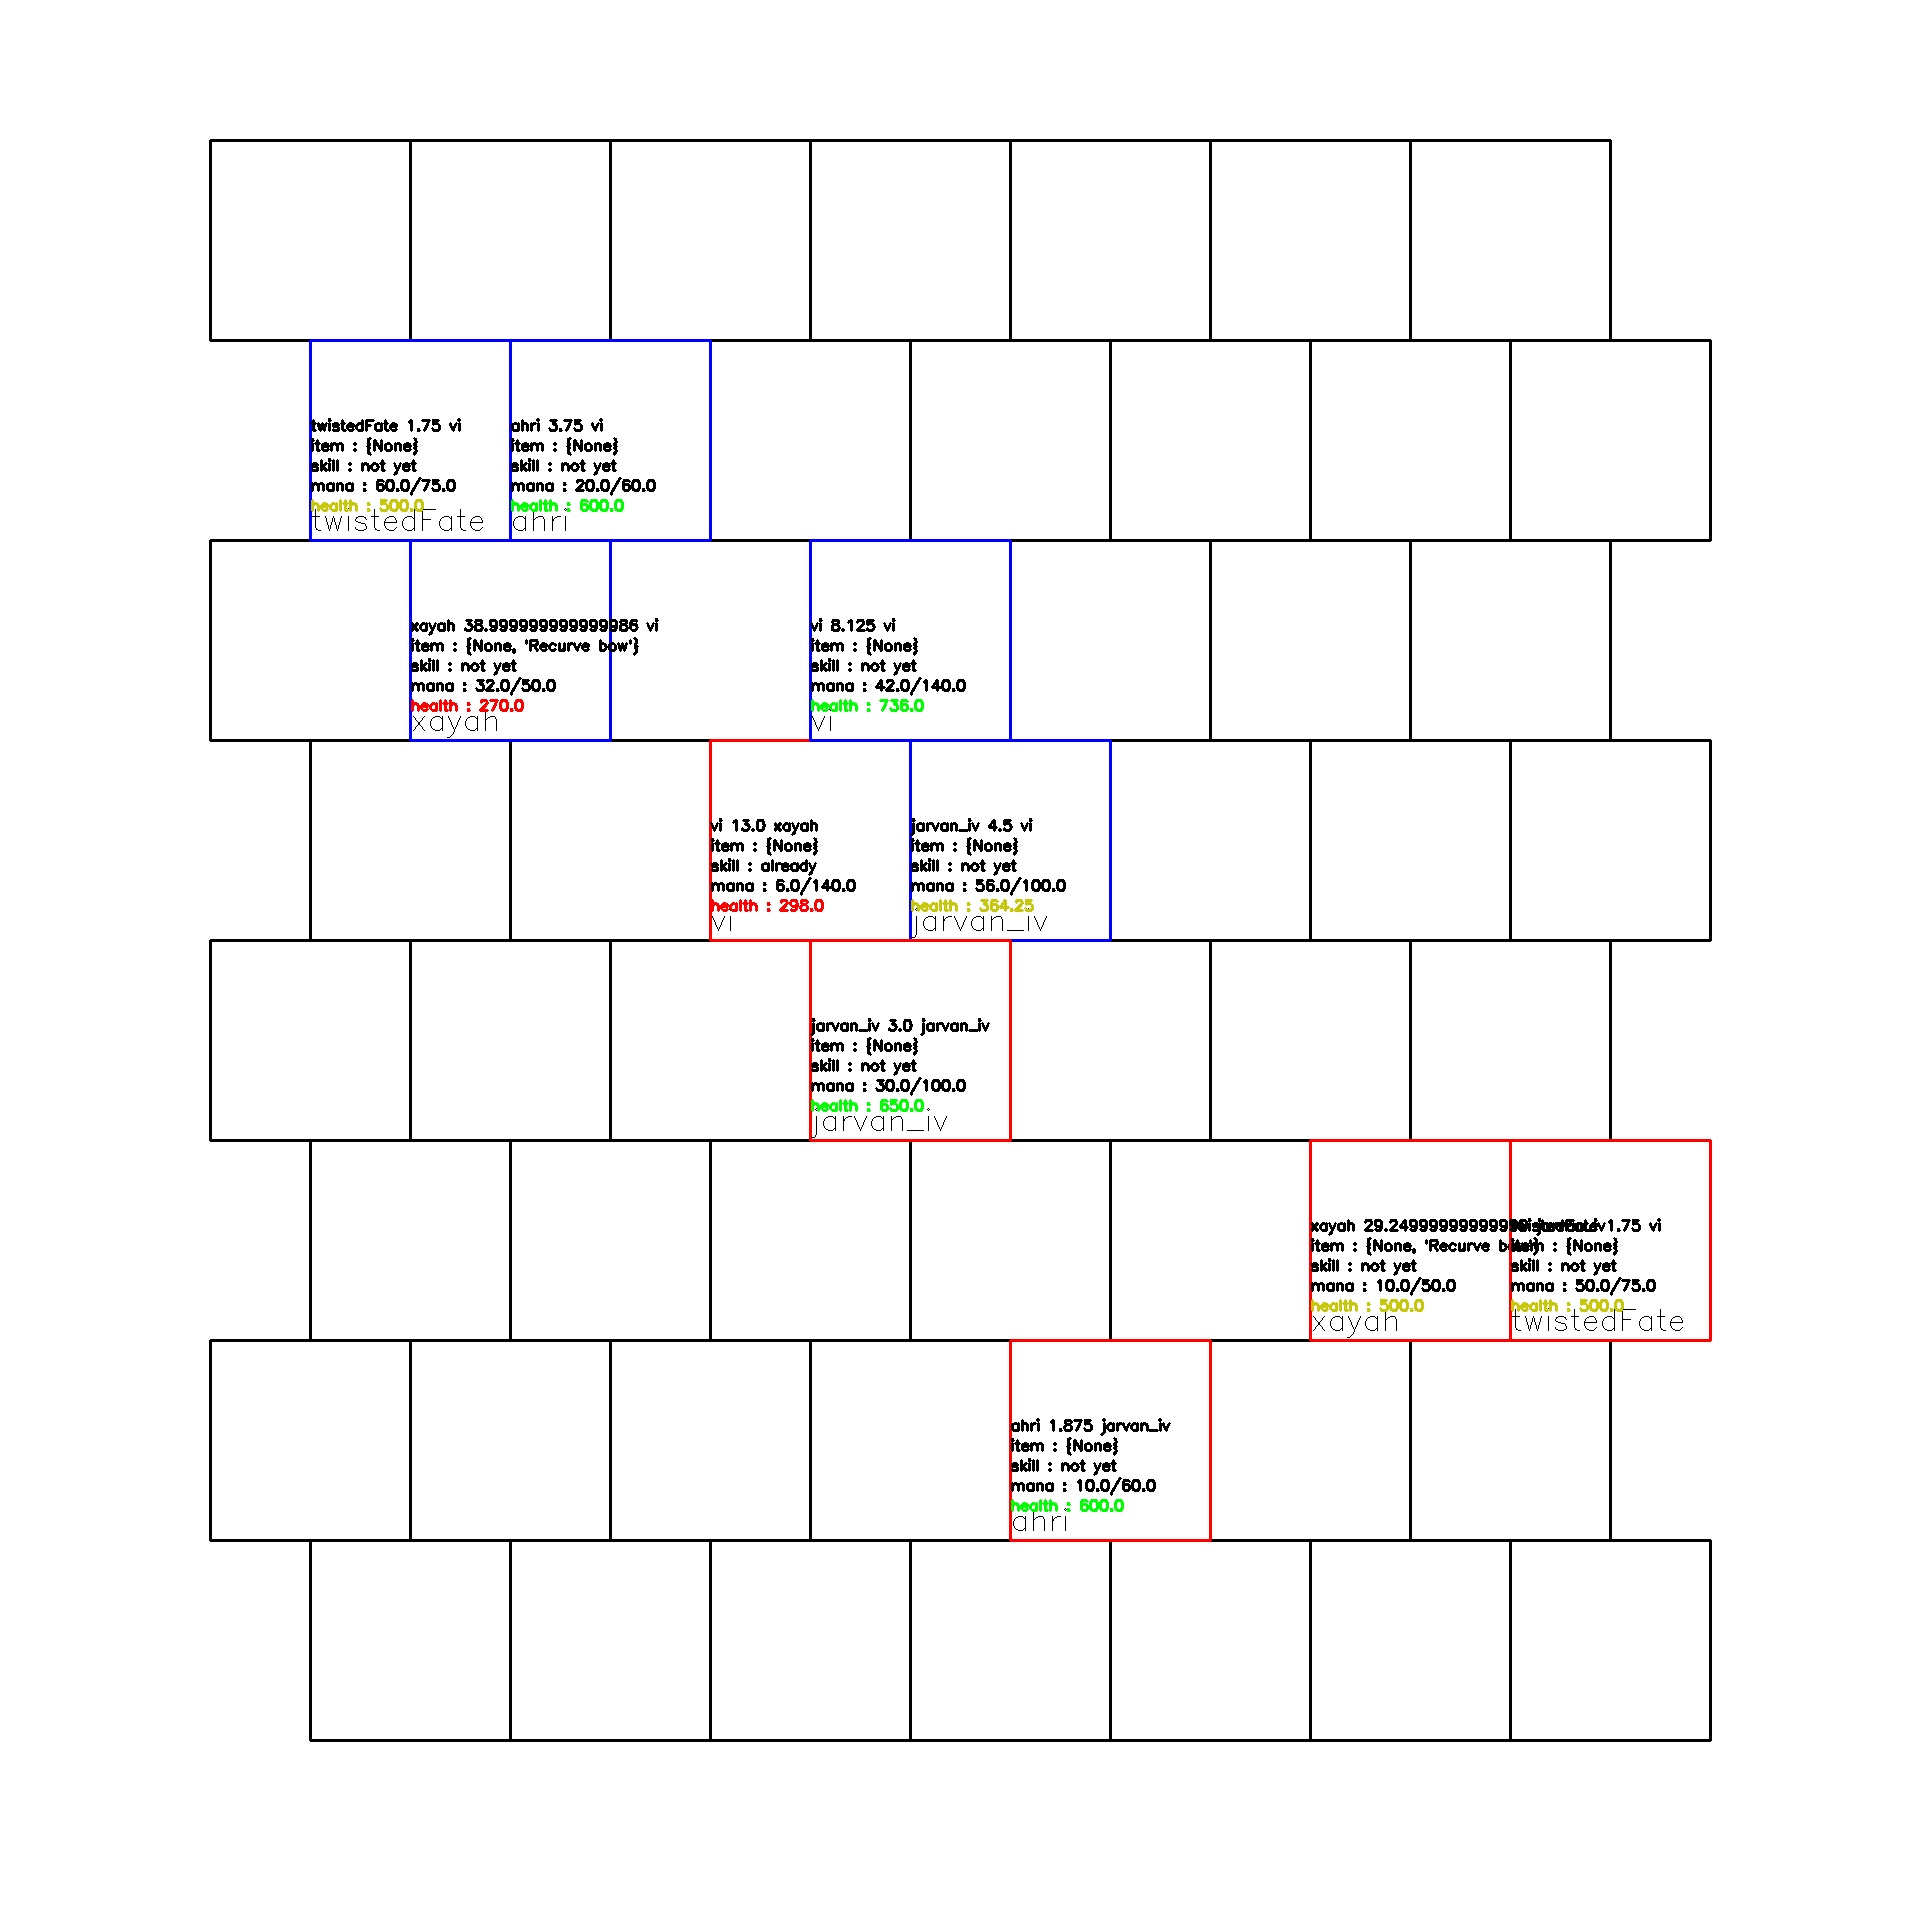 twistedFate 1.75 vi
item : {None}
skill : not yet
mana : 60.0/75.0
health : 500.0
twistedFate
ahri 3.75 vi
item : {None}
skill : not yet
mana : 20.0/60.0
health : 600.0
ahri
xayah 38.999999999999986 vi
item : {None, 'Recurve bow'}
skill : not yet
mana : 32.0/50.0
health : 270.0
xayah
vi 8.125 vi
item : {None}
skill : not yet
mana : 42.0/140.0
health : 736.0
vi
vi 13.0 xayah
item : {None}
skill : already
mana : 6.0/140.0
health : 298.0
vi
jarvan_iv 4.5 vi
item : {None}
skill : not yet
mana : 56.0/100.0
health : 364.25
jarvan_iv
jarvan_iv 3.0 jarvan_iv
item : {None}
skill : not yet
mana : 30.0/100.0
health : 650.0
jarvan_iv
xayah
item : {None, 'Recurve bow'}
skill : not yet
mana : 10.0/50.0
health : 500.0
xayah
twistedFate 1.75 vi
item : {None}
skill : not yet
mana : 50.0/75.0
health : 500.0
twistedFate
ahri 1.875 jarvan_iv
item : {None}
skill : not yet
mana : 10.0/60.0
health : 600.0
ahri